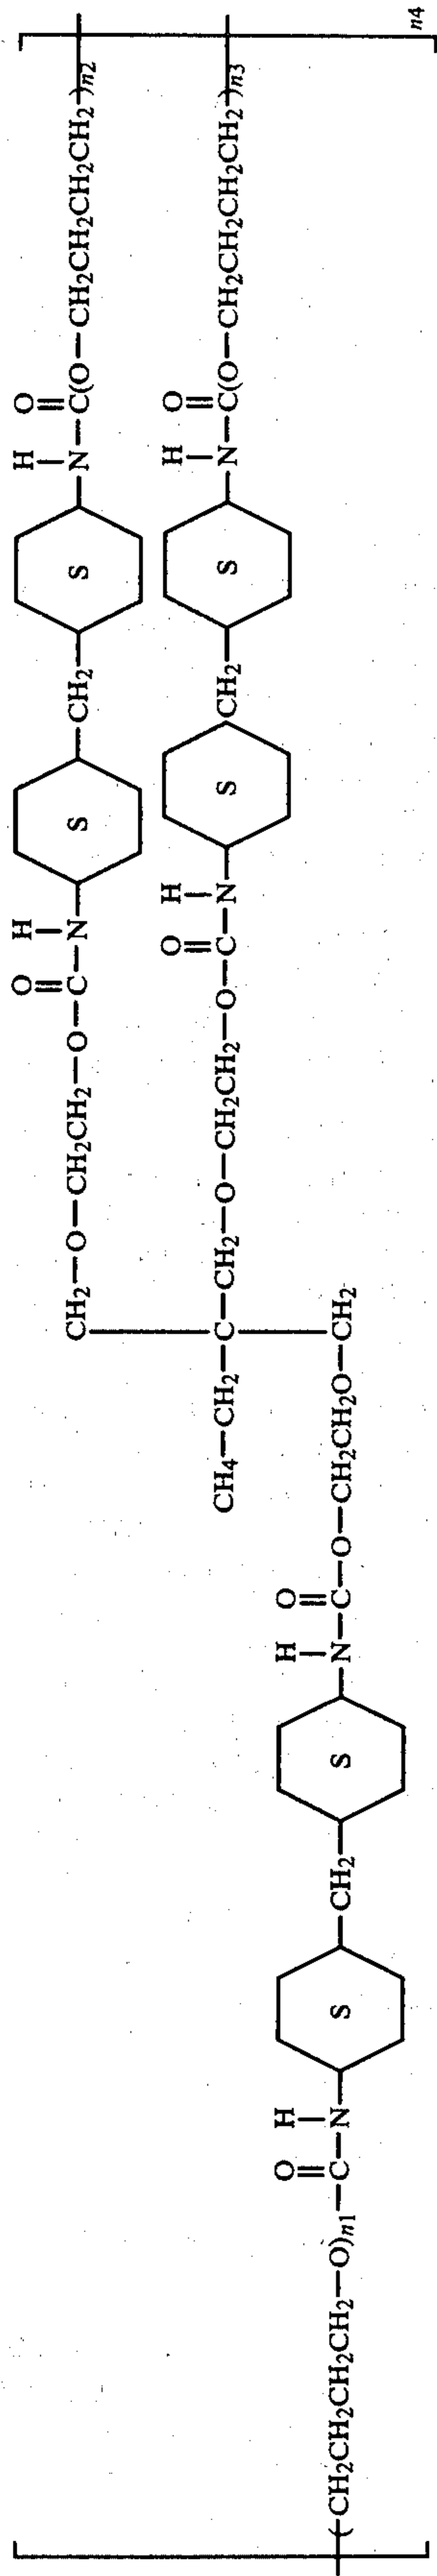 O H H O
CH2—O—CH2CH2—O—C—N—S—CH2—S—N—C(O—CH2CH2CH2CH2)n2
O H H O
CH4—CH2—C—CH2—O—CH2CH2—O—C—N—S—CH2—S—N—C(O—CH2CH2CH2CH2)n3
O H H O
(CH2CH2CH2CH2—O)n1—C—N—S—CH2—S—N—C—O—CH2CH2O—CH2
n4